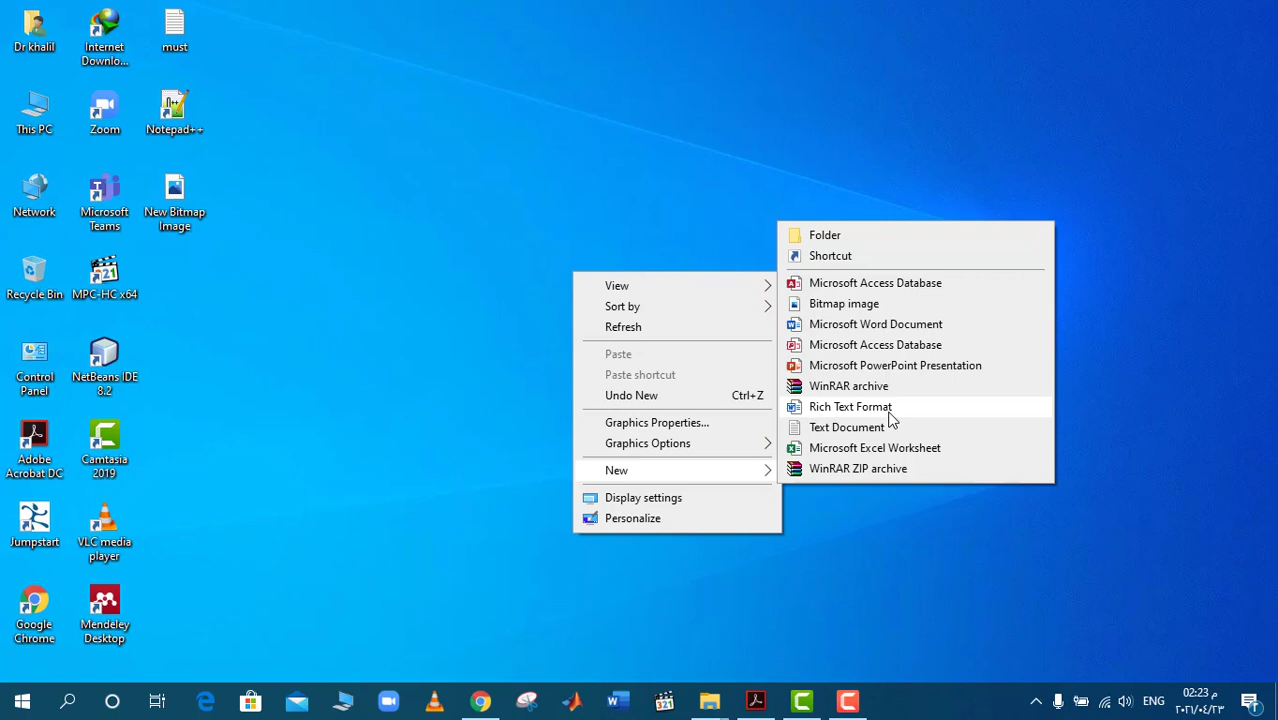 Dr khalil
Internet
Downlo...
must
This PC
Zoom
Notepad++
Network
Microsoft
Teams
New Bitmap
Image
Recycle Bin
MPC-HC x64
Control
Panel
NetBeans IDE
8.2
Adobe
Acrobat DC
Camtasia
2019
Jumpstart
VLC media
player
Google
Chrome
Mendeley
Desktop
View
Sort by
Refresh
Paste
Paste shortcut
Undo New Ctrl+Z
Graphics Properties...
Graphics Options
New
Display settings
Personalize
Folder
Shortcut
Microsoft Access Database
Bitmap image
Microsoft Word Document
Microsoft Access Database
Microsoft PowerPoint Presentation
WinRAR archive
Rich Text Format
Text Document
Microsoft Excel Worksheet
WinRAR ZIP archive
ENG
02:23 م
٢٠٢١/٠٤/٢٣